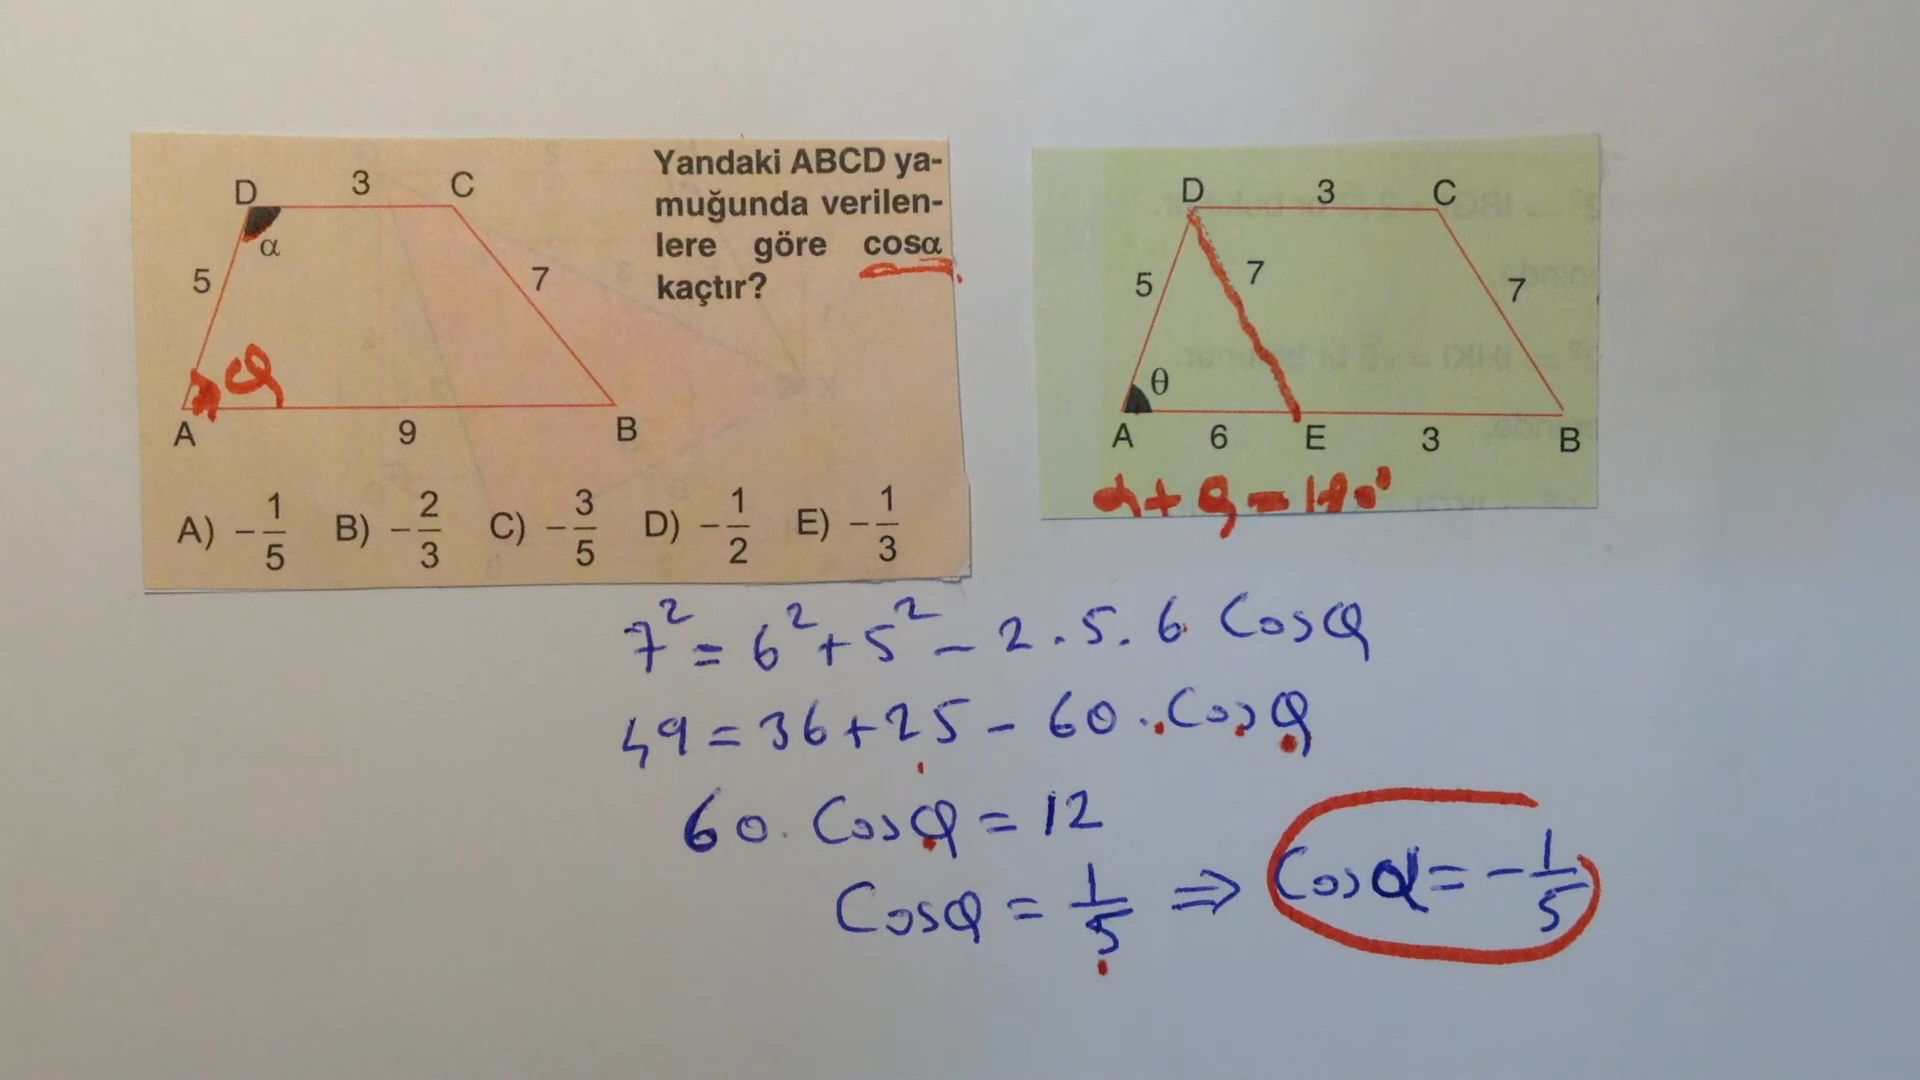 D 3 C
α
5
7
A 9 B
θ
Yandaki ABCD ya-
muğunda verilen-
lere göre cosα
kaçtır?
A) -1/5 B) -2/3 C) -3/5 D) -1/2 E) -1/3
D 3 C
5 7 7
θ
A 6 E 3 B
α + θ = 180°
7² = 6² + 5² - 2 . 5 . 6 Cosθ
49 = 36 + 25 - 60 . Cosθ
60 . Cosθ = 12
Cosθ = 1/5 ⇒ Cosα = -1/5